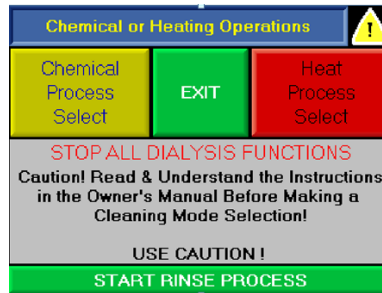 Chemical or Heating Operations
!
Chemical
Process
Select
EXIT
Heat
Process
Select
STOP ALL DIALYSIS FUNCTIONS
Caution! Read & Understand the Instructions
in the Owner's Manual Before Making a
Cleaning Mode Selection!
USE CAUTION !
START RINSE PROCESS